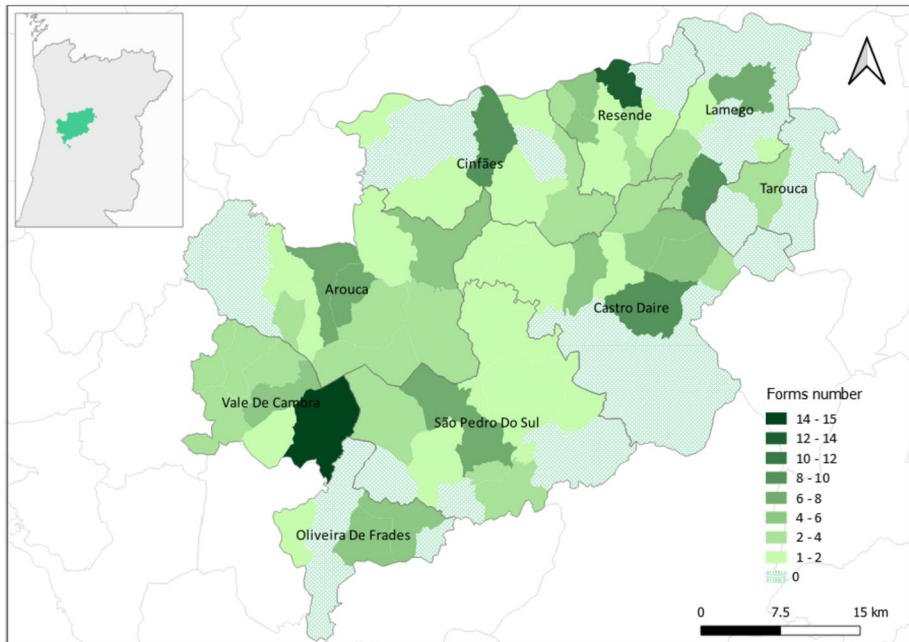 Resende
Lamego
Cinfães
Tarouca
Arouca
Castro Daire
Vale De Cambra
São Pedro Do Sul
Oliveira De Frades
Forms number
14 - 15
12 - 14
10 - 12
8 - 10
6 - 8
4 - 6
2 - 4
1 - 2
0
0 7.5 15 km